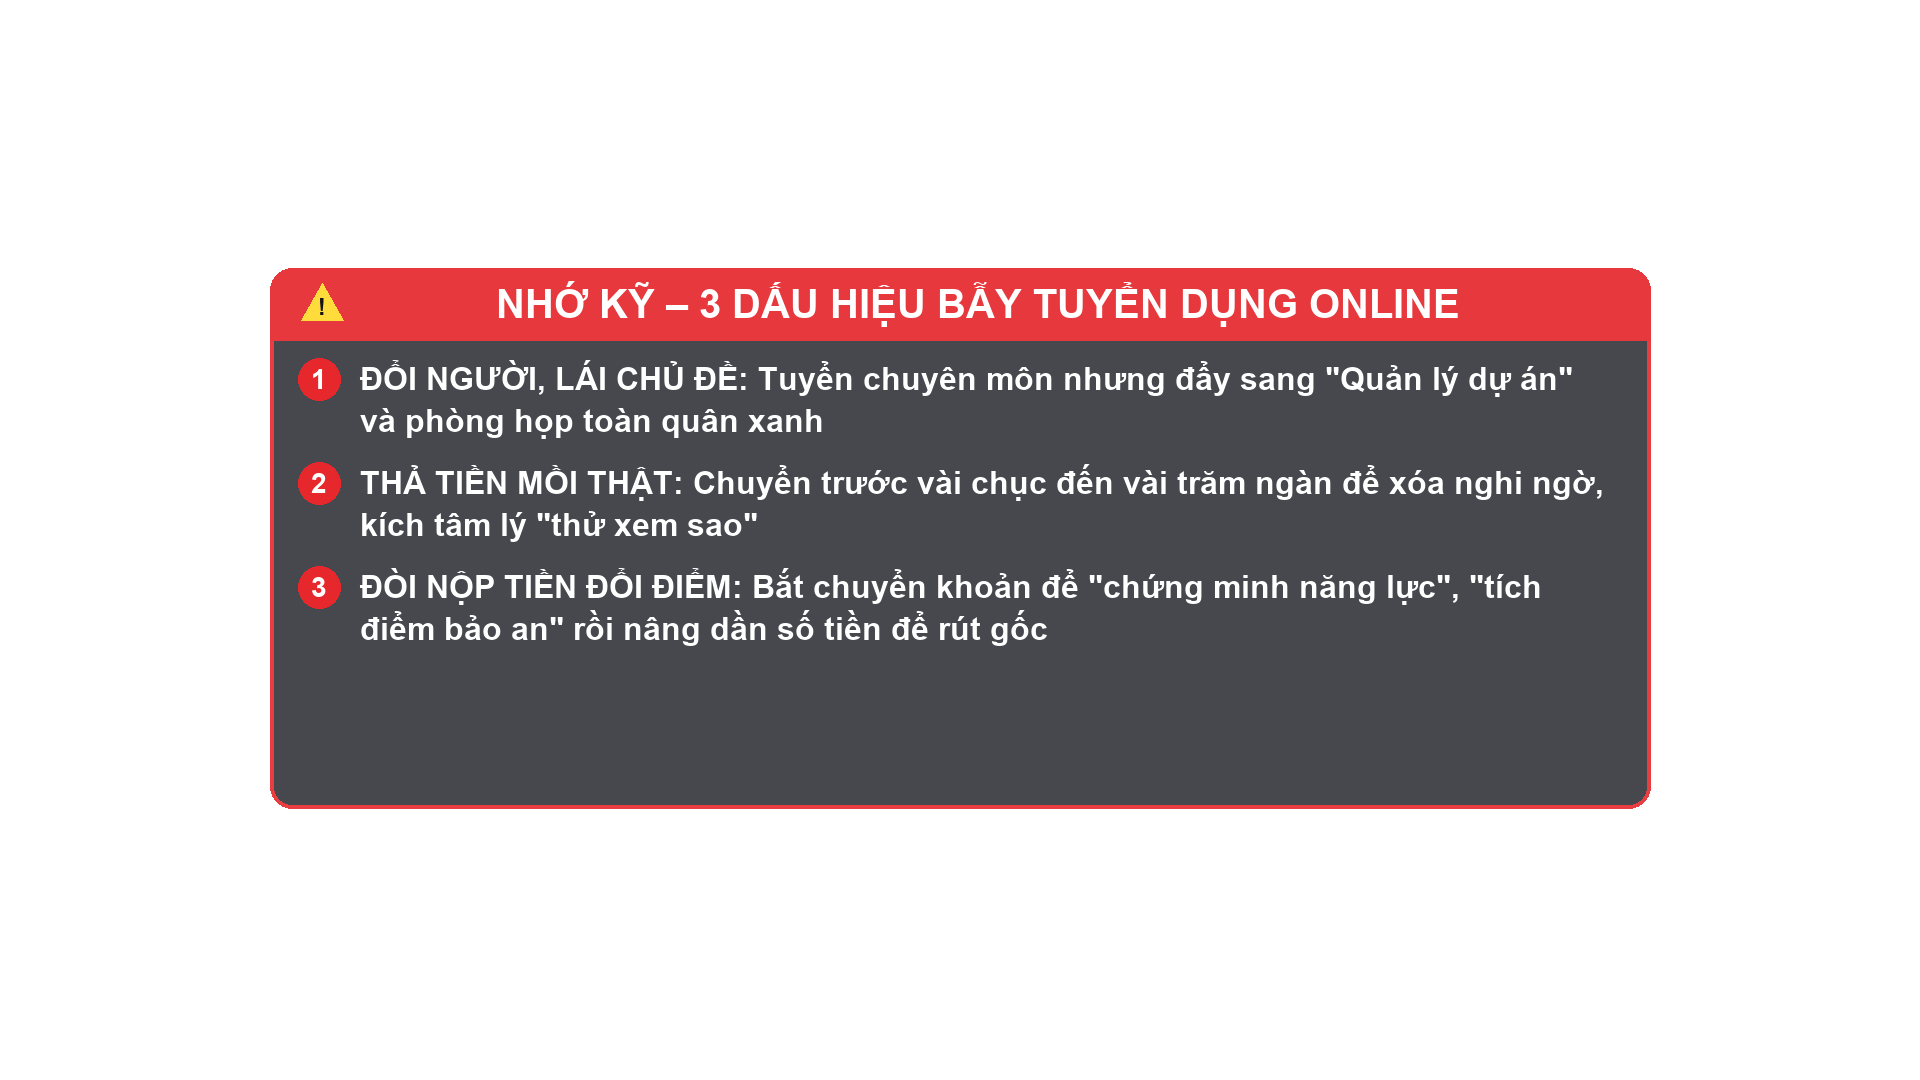 !
NHỚ KỸ – 3 DẤU HIỆU BẪY TUYỂN DỤNG ONLINE
1 ĐỔI NGƯỜI, LÁI CHỦ ĐỀ: Tuyển chuyên môn nhưng đẩy sang "Quản lý dự án"
và phòng họp toàn quân xanh
2 THẢ TIỀN MỒI THẬT: Chuyển trước vài chục đến vài trăm ngàn để xóa nghi ngờ,
kích tâm lý "thử xem sao"
3 ĐÒI NỘP TIỀN ĐỔI ĐIỂM: Bắt chuyển khoản để "chứng minh năng lực", "tích
điểm bảo an" rồi nâng dần số tiền để rút gốc